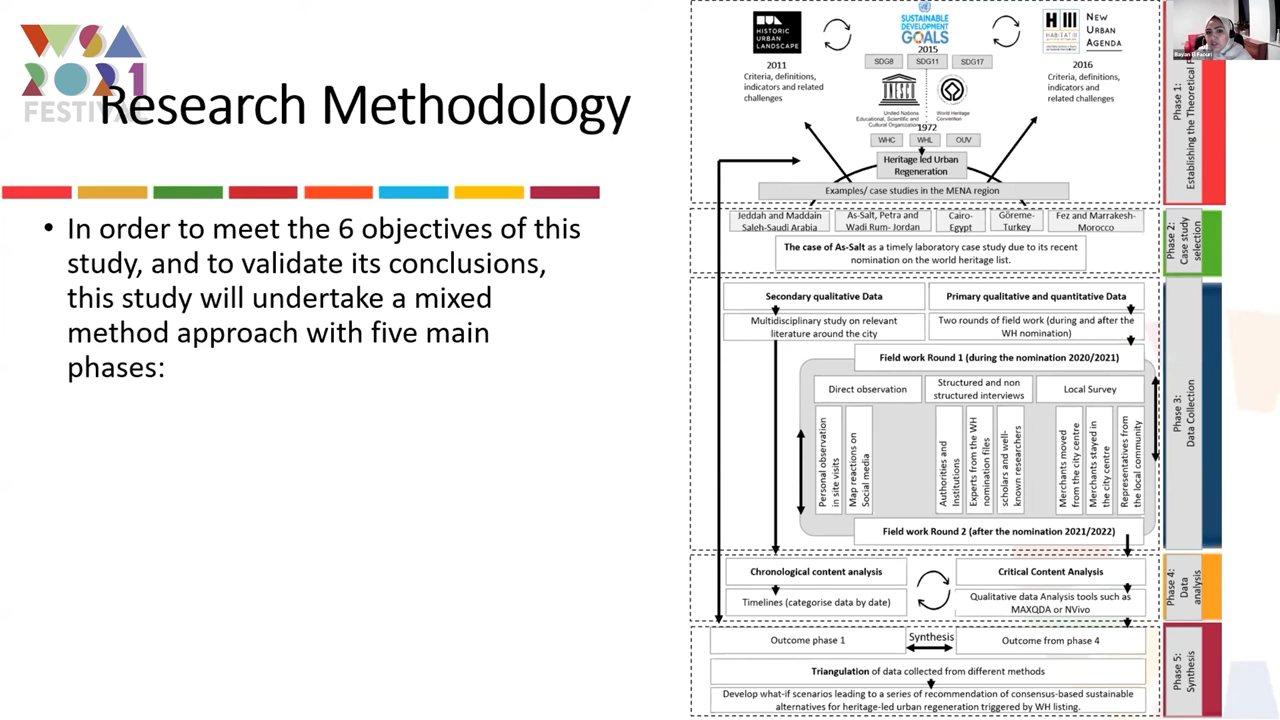 WSA
2021
FESTIVAL
Research Methodology
• In order to meet the 6 objectives of this
study, and to validate its conclusions,
this study will undertake a mixed
method approach with five main
phases:
HISTORIC
URBAN
LANDSCAPE
2011
Criteria, definitions,
indicators and related
challenges
SUSTAINABLE
DEVELOPMENT
GOALS
2015
SDG8
SDG11
SDG17
HABITAT III
NEW
URBAN
AGENDA
2016
Criteria, definitions,
indicators and
related challenges
United Nations
Educational, Scientific and
Cultural Organization
World Heritage
Convention
1972
WHC
WHL
OUV
Heritage led Urban
Regeneration
Examples/ case studies in the MENA region
Phase 1:
Establishing the Theoretical
Bayan El Faouri
Jeddah and Maddain
Saleh-Saudi Arabia
As-Salt, Petra and
Wadi Rum- Jordan
Cairo-
Egypt
Göreme-
Turkey
Fez and Marrakesh-
Morocco
The case of As-Salt as a timely laboratory case study due to its recent
nomination on the world heritage list.
Phase 2:
Case study
selection
Secondary qualitative Data
Multidisciplinary study on relevant
literature around the city
Primary qualitative and quantitative Data
Two rounds of field work (during and after the
WH nomination)
Field work Round 1 (during the nomination 2020/2021)
Direct observation
Structured and non
structured interviews
Local Survey
Personal observation
in site visits
Map reactions on
Social media
Authorities and
Institutions
Experts from the WH
nomination files
scholars and well-
known researchers
Merchants moved
from the city centre
Merchants stayed in
the city centre
Representatives from
the local community
Field work Round 2 (after the nomination 2021/2022)
Phase 3:
Data Collection
Chronological content analysis
Timelines (categorise data by date)
Critical Content Analysis
Qualitative data Analysis tools such as
MAXQDA or NVivo
Phase 4:
Data
analysis
Outcome phase 1
Synthesis
Outcome from phase 4
Triangulation of data collected from different methods
Develop what-if scenarios leading to a series of recommendation of consensus-based sustainable
alternatives for heritage-led urban regeneration triggered by WH listing.
Phase 5:
Synthesis